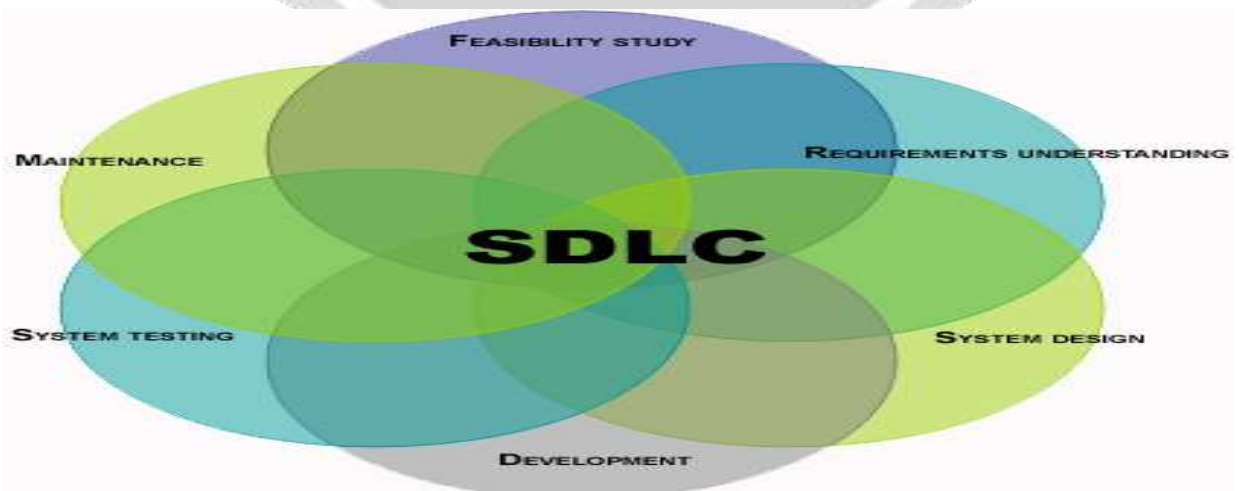 FEASIBILITY STUDY
MAINTENANCE
REQUIREMENTS UNDERSTANDING
SDLC
SYSTEM TESTING
SYSTEM DESIGN
DEVELOPMENT